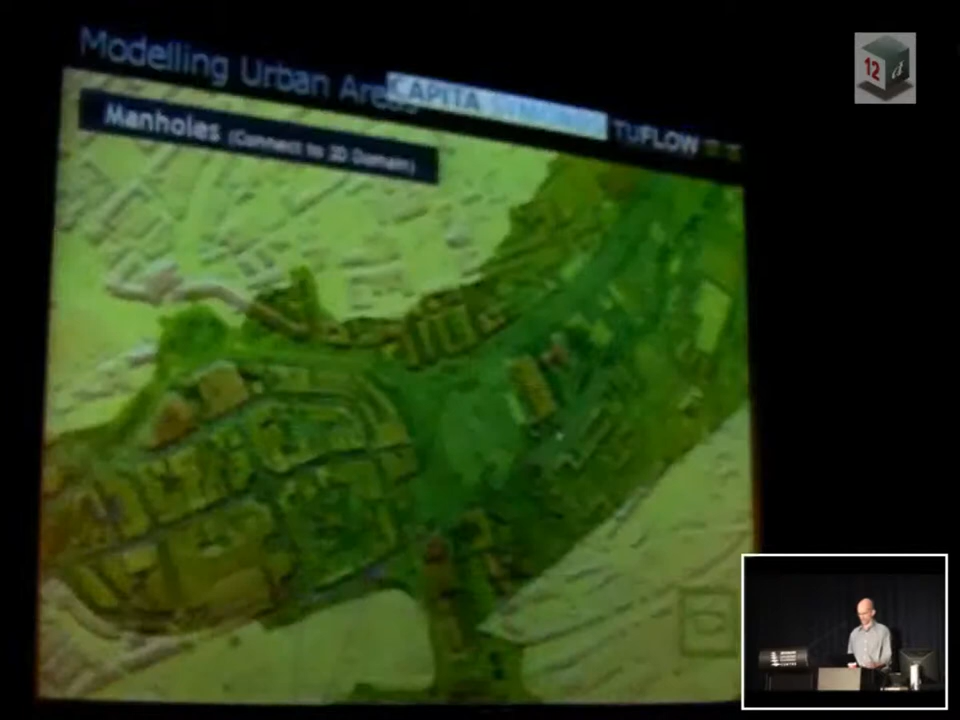 Modelling Urban Areas
CAPITA
TUFLOW
Manholes (Connect to 2D Domain)
12d